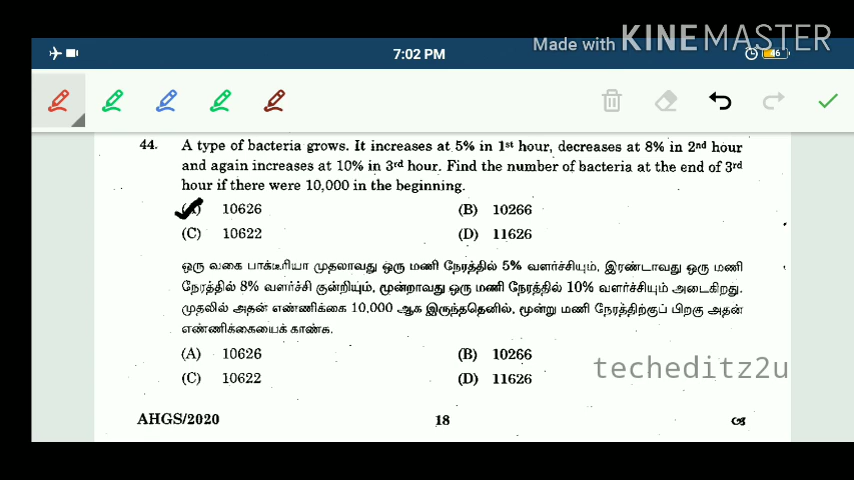 Made with KINEMASTER
7:02 PM
46
44. A type of bacteria grows. It increases at 5% in 1st hour, decreases at 8% in 2nd hour
and again increases at 10% in 3rd hour. Find the number of bacteria at the end of 3rd
hour if there were 10,000 in the beginning.
(A) 10626 (B) 10266
(C) 10622 (D) 11626
ஒரு வகை பாக்டீரியா முதலாவது ஒரு மணி நேரத்தில் 5% வளர்ச்சியும், இரண்டாவது ஒரு மணி
நேரத்தில் 8% வளர்ச்சி குன்றியும், மூன்றாவது ஒரு மணி நேரத்தில் 10% வளர்ச்சியும் அடைகிறது.
முதலில் அதன் எண்ணிக்கை 10,000 ஆக இருந்ததெனில், மூன்று மணி நேரத்திற்குப் பிறகு அதன்
எண்ணிக்கையைக் காண்க.
(A) 10626 (B) 10266
(C) 10622 (D) 11626
techeditz2u
AHGS/2020 18